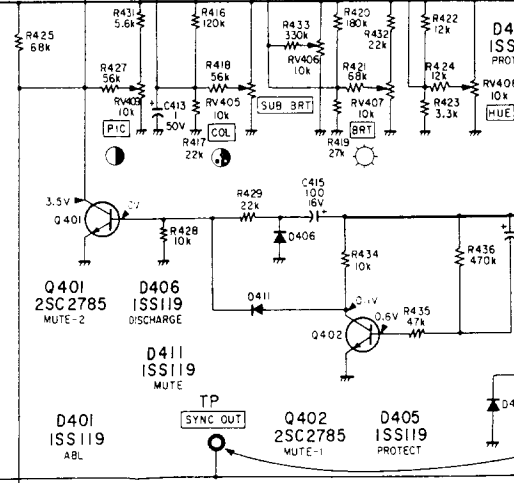 R425
68k
R431
5.6k
R416
120k
R433
330k
R420
180k
R432
22k
R422
12k
R427
56k
R418
56k
RV406
10k
R421
68k
R424
12k
RV409
10k
C413
1
50V
RV405
10k
SUB BRT
RV407
10k
R423
3.3k
10k
PIC
COL
BRT
HUE
R417
22k
R419
27k
3.5V
Q401
0V
R428
10k
R429
22k
C415
100
16V
D406
R434
10k
R436
470k
D411
0.1V
0.6V
R435
47k
Q402
Q401
2SC2785
MUTE-2
D406
1SS119
DISCHARGE
D411
1SS119
MUTE
D401
1SS119
ABL
TP
SYNC OUT
Q402
2SC2785
MUTE-1
D405
1SS119
PROTECT